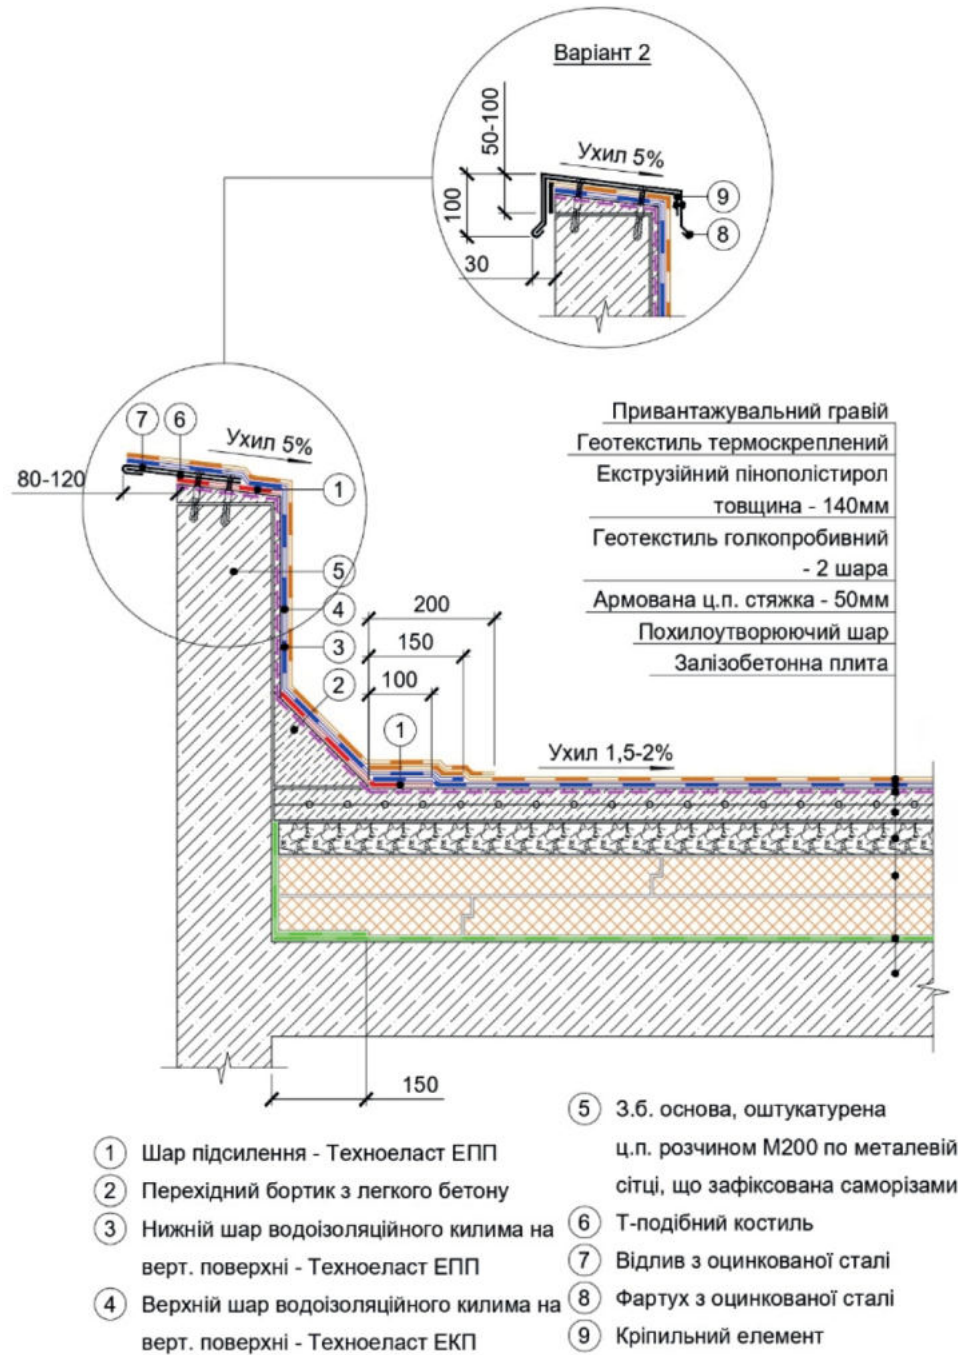 Варіант 2
50-100
Ухил 5%
100
9
8
30
7
6
Ухил 5%
80-120
1
5
4
3
2
200
150
100
1
Привантажувальний гравій
Геотекстиль термоскреплений
Екструзійний пінополістирол
товщина - 140мм
Геотекстиль голкопробивний
- 2 шара
Армована ц.п. стяжка - 50мм
Похилоутворюючий шар
Залізобетонна плита
Ухил 1,5-2%
150
1 Шар підсилення - Техноеласт ЕПП
2 Перехідний бортик з легкого бетону
3 Нижній шар водоізоляційного килима на
верт. поверхні - Техноеласт ЕПП
4 Верхній шар водоізоляційного килима на
верт. поверхні - Техноеласт ЕКП
5 З.б. основа, оштукатурена
ц.п. розчином М200 по металевій
сітці, що зафіксована саморізами
6 Т-подібний костиль
7 Відлив з оцинкованої сталі
8 Фартух з оцинкованої сталі
9 Кріпильний елемент